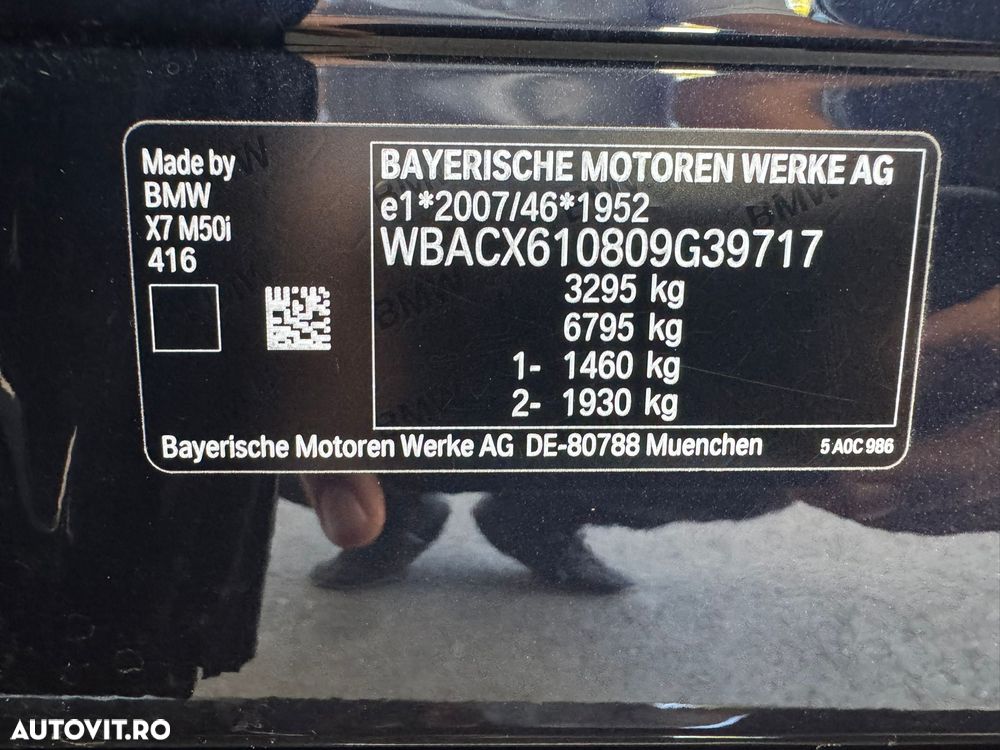 Made by
BMW
X7 M50i
416
BAYERISCHE MOTOREN WERKE AG
e1*2007/46*1952
WBACX610809G39717
3295 kg
6795 kg
1- 1460 kg
2- 1930 kg
Bayerische Motoren Werke AG DE-80788 Muenchen
5 A0C 986
AUTOVIT.RO